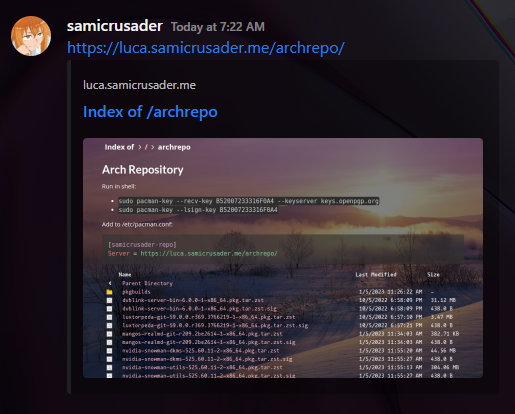 samicrusader Today at 7:22 AM
https://luca.samicrusader.me/archrepo/
luca.samicrusader.me
Index of /archrepo
Index of > / > archrepo
Arch Repository
Run in shell:
sudo pacman-key --recv-key B52007233316F0A4 --keyserver keys.openpgp.org
sudo pacman-key --lsign-key B52007233316F0A4
Add to /etc/pacman.conf:
[samicrusader-repo]
Server = https://luca.samicrusader.me/archrepo/
Name Last Modified Size
Parent Directory
pkgbuilds 1/5/2023 11:26:22 AM —
dvblink-server-bin-6.0.0-1-x86_64.pkg.tar.zst 10/5/2022 6:58:09 PM 31.12 MB
dvblink-server-bin-6.0.0-1-x86_64.pkg.tar.zst.sig 10/5/2022 6:58:09 PM 438.0 B
luxtorpeda-git-59.0.0.r369.3766219-1-x86_64.pkg.tar.zst 10/5/2022 6:57:10 PM 3.47 MB
luxtorpeda-git-59.0.0.r369.3766219-1-x86_64.pkg.tar.zst.sig 10/5/2022 6:57:21 PM 438.0 B
mangos-realmd-git-r209.2be2614-1-x86_64.pkg.tar.zst 1/5/2023 11:34:03 AM 382.71 KB
mangos-realmd-git-r209.2be2614-1-x86_64.pkg.tar.zst.sig 1/5/2023 11:34:03 AM 438.0 B
nvidia-snowman-dkms-525.60.11-2-x86_64.pkg.tar.zst 1/5/2023 11:55:20 AM 44.56 MB
nvidia-snowman-dkms-525.60.11-2-x86_64.pkg.tar.zst.sig 1/5/2023 11:55:27 AM 438.0 B
nvidia-snowman-utils-525.60.11-2-x86_64.pkg.tar.zst 1/5/2023 11:55:13 AM 304.06 MB
nvidia-snowman-utils-525.60.11-2-x86_64.pkg.tar.zst.sig 1/5/2023 11:55:27 AM 438.0 B